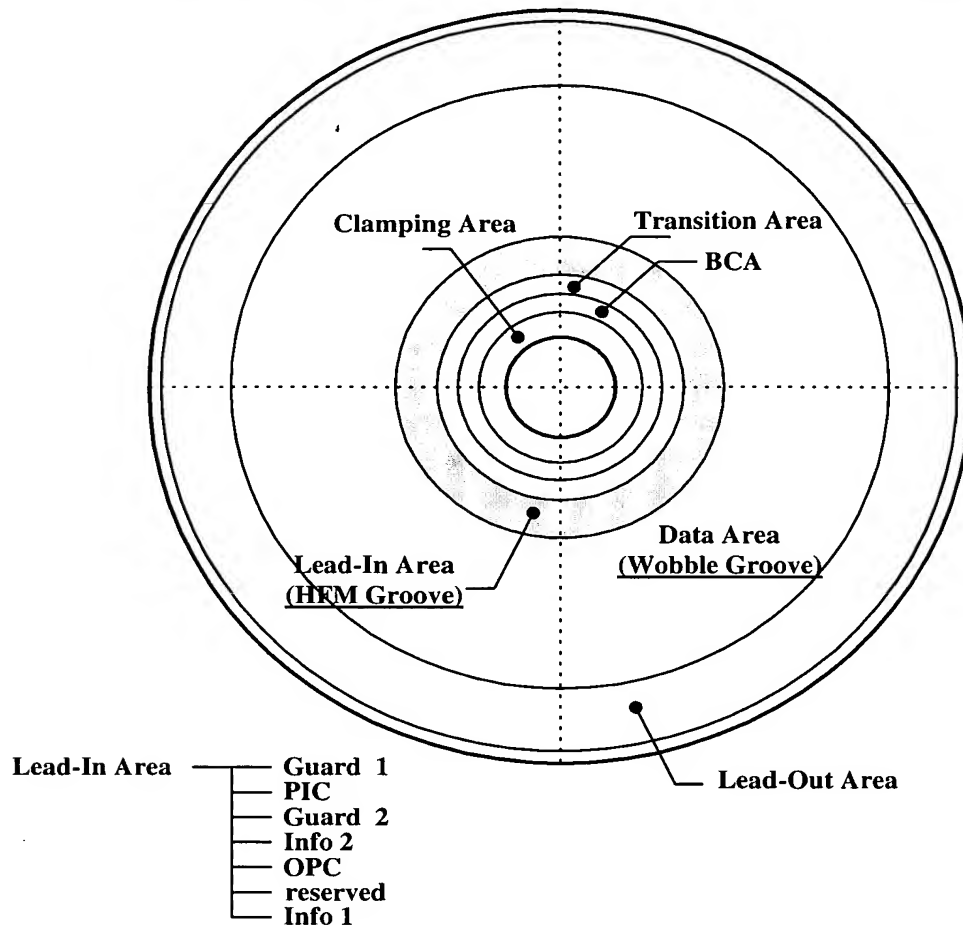 Clamping Area
Transition Area
BCA
Data Area
(Wobble Groove)
Lead-In Area
(HFM Groove)
Lead-Out Area
Lead-In Area
Guard 1
PIC
Guard 2
Info 2
OPC
reserved
Info 1